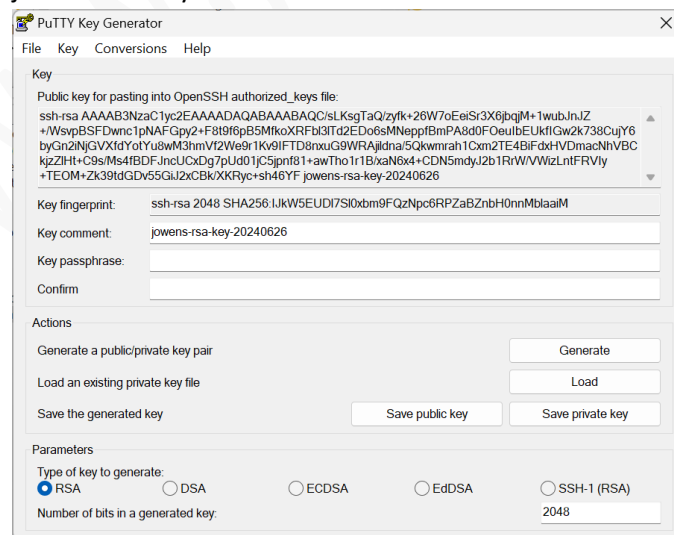 PuTTY Key Generator
File Key Conversions Help
Key
Public key for pasting into OpenSSH authorized_keys file:
ssh-rsa AAAAB3NzaC1yc2EAAAADAQABAAABAQC/sLKsgTaQ/zyfk+26W7oEeiSr3X6jbqjM+1wubJnJZ
+/WsvpBSFDwnc1pNAFGpy2+F8t9f6pB5MfkoXRFbl3lTd2EDo6sMNeppfBmPA8d0FOeuIbEUkfIGw2k738CujY6
byGn2iNjGVXfdYotYu8wM3hmVf2We9r1Kv9IFTD8nxuG9WRAjldna/5Qkwmrah1Cxm2TE4BiFdxHVDmacNhVBC
kjzZlHt+C9s/Ms4fBDFJncUCxDg7pUd01jC5jpnf81+awTho1r1B/xaN6x4+CDN5mdyJ2b1RrW/VWizLntFRVIy
+TEOM+Zk39tdGDv55GiJ2xCBk/XKRyc+sh46YF jowens-rsa-key-20240626
Key fingerprint: ssh-rsa 2048 SHA256:IJkW5EUDl7Sl0xbm9FQzNpc6RPZaBZnbH0nnMblaaiM
Key comment: jowens-rsa-key-20240626
Key passphrase:
Confirm
Actions
Generate a public/private key pair Generate
Load an existing private key file Load
Save the generated key Save public key Save private key
Parameters
Type of key to generate:
RSA DSA ECDSA EdDSA SSH-1 (RSA)
Number of bits in a generated key: 2048